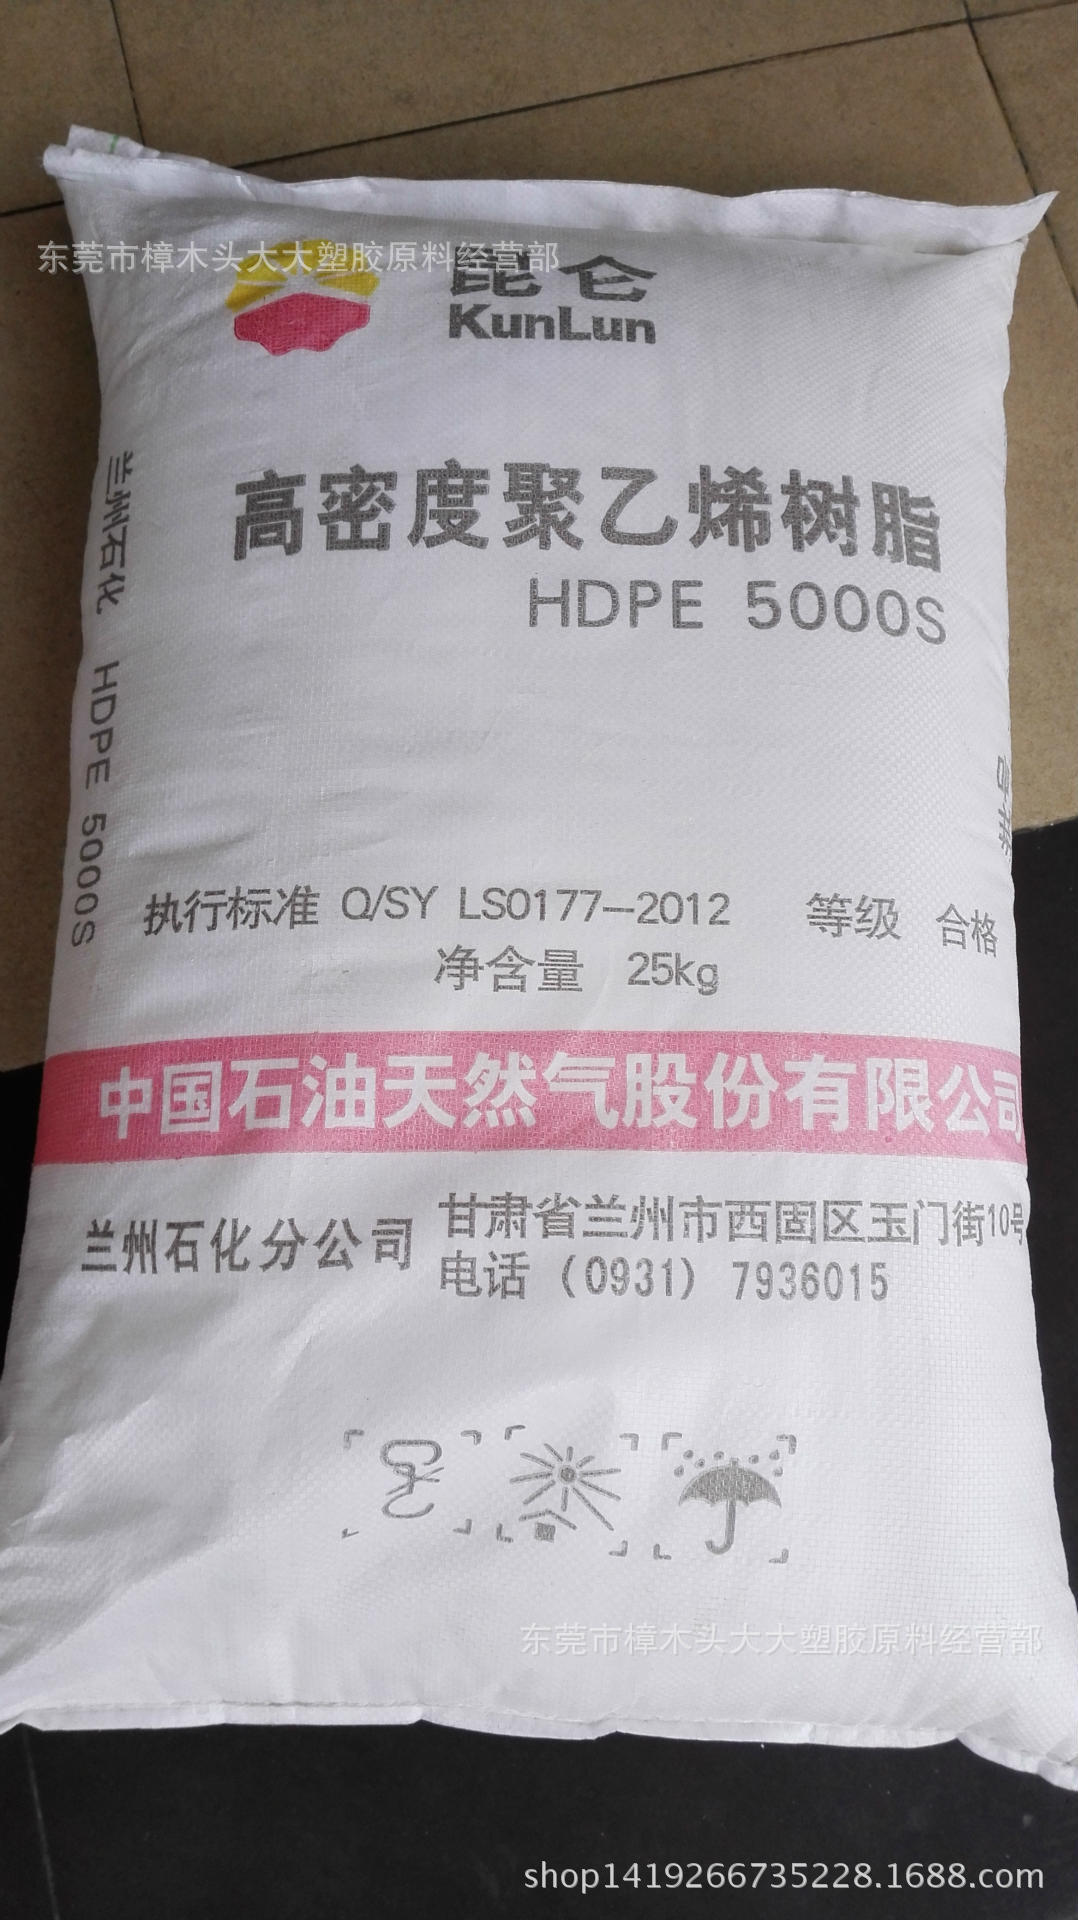 东莞市樟木头大大塑胶原料经营部
昆仑
KunLun
高密度聚乙烯树脂
HDPE 5000S
兰州石化 HDPE 5000S
执行标准 Q/SY LS0177-2012 等级 合格
净含量 25kg
中国石油天然气股份有限公司
兰州石化分公司
甘肃省兰州市西固区玉门街10号
电话 (0931) 7936015
东莞市樟木头大大塑胶原料经营部
shop1419266735228.1688.com